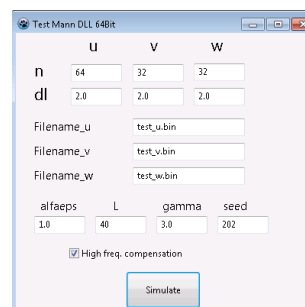 Test Mann DLL 64Bit
u v w
n 64 32 32
dl 2.0 2.0 2.0
Filename_u test_u.bin
Filename_v test_v.bin
Filename_w test_w.bin
alfaeps L gamma seed
1.0 40 3.0 202
High freq. compensation
Simulate